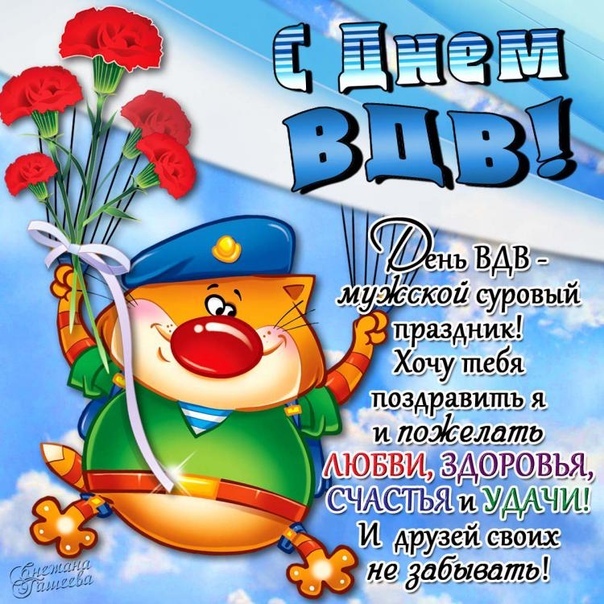 С Днем
ВДВ!
День ВДВ -
мужской суровый
праздник!
Хочу тебя
поздравить я
и пожелать
ЛЮБВИ, ЗДОРОВЬЯ,
СЧАСТЬЯ и УДАЧИ!
И друзей своих
не забывать!
Снежана
Гашеева